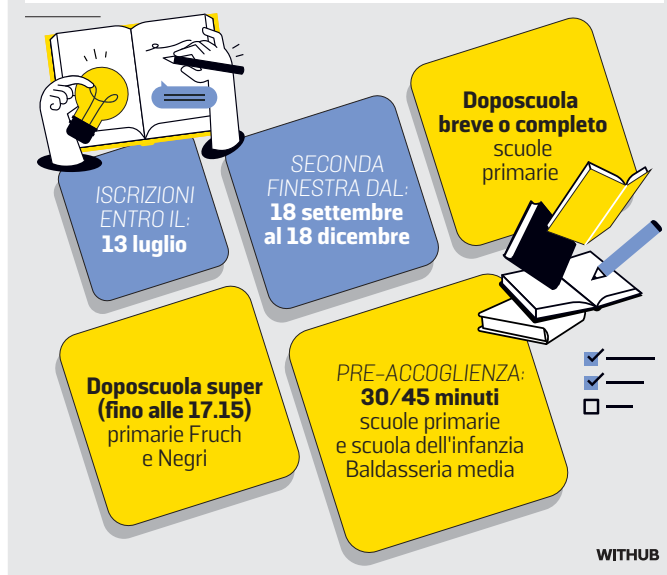 ISCRIZIONI
ENTRO IL:
13 luglio
SECONDA
FINESTRA DAL:
18 settembre
al 18 dicembre
Doposcuola
breve o completo
scuole
primarie
Doposcuola super
(fino alle 17.15)
primarie Fruch
e Negri
PRE-ACCOGLIENZA:
30/45 minuti
scuole primarie
e scuola dell'infanzia
Baldasseria media
WITHUB